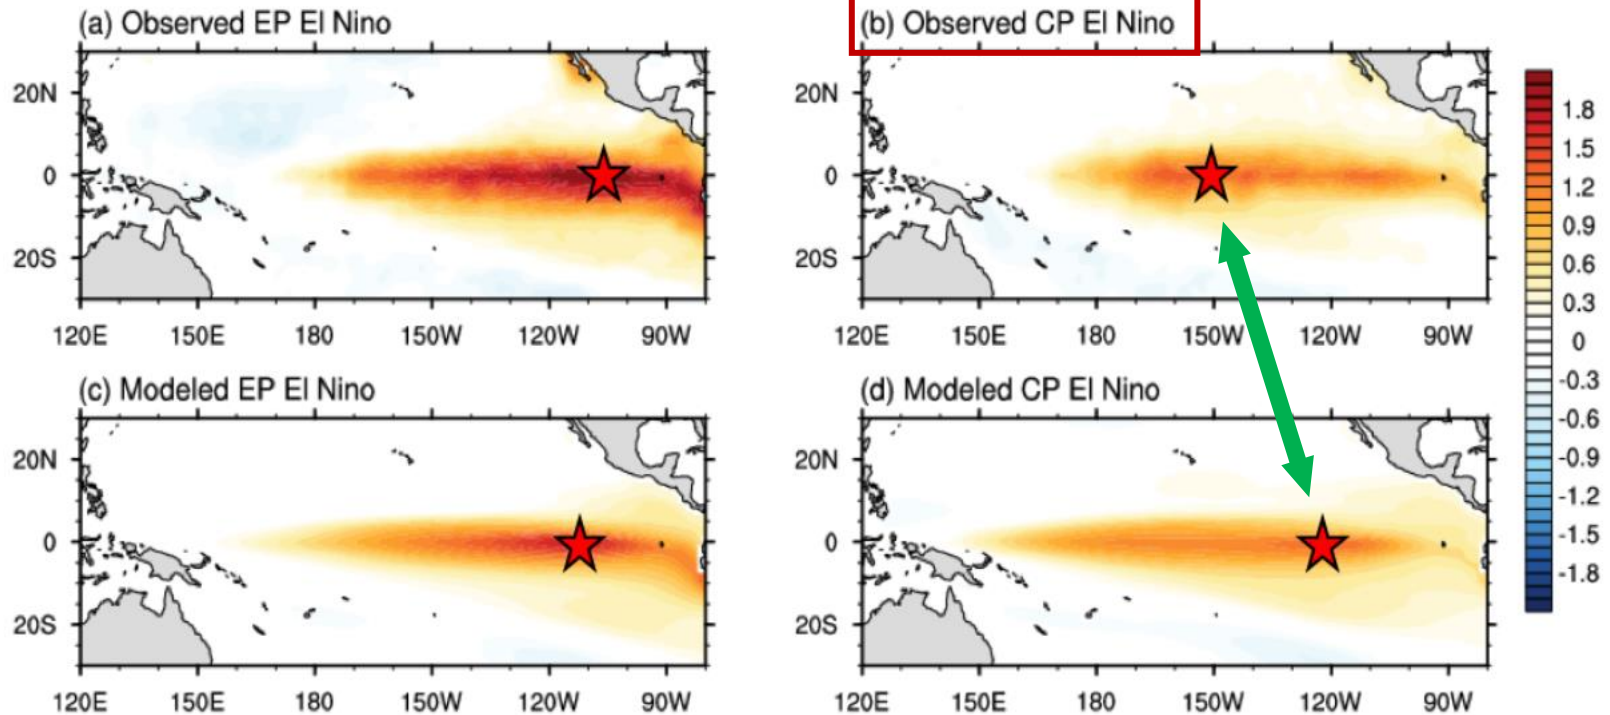 (a) Observed EP El Nino
(b) Observed CP El Nino
20N
0
20S
120E 150E 180 150W 120W 90W
20N
0
20S
120E 150E 180 150W 120W 90W
1.8
1.5
1.2
0.9
0.6
0.3
0
-0.3
-0.6
-0.9
-1.2
-1.5
-1.8
(c) Modeled EP El Nino
(d) Modeled CP El Nino
20N
0
20S
120E 150E 180 150W 120W 90W
20N
0
20S
120E 150E 180 150W 120W 90W